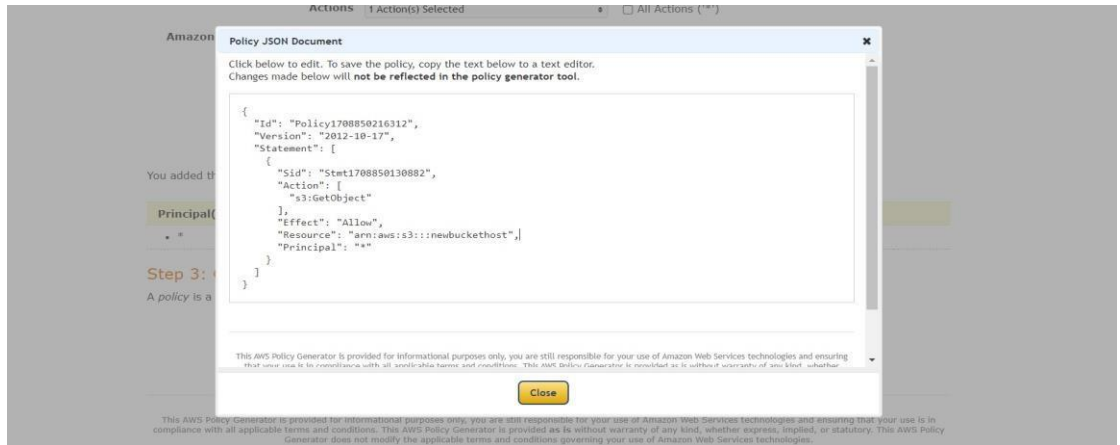 Actions 1 Action(s) Selected All Actions ('*')
Amazon
Policy JSON Document
Click below to edit. To save the policy, copy the text below to a text editor.
Changes made below will not be reflected in the policy generator tool.
{
"Id": "Policy1708850216312",
"Version": "2012-10-17",
"Statement": [
{
"Sid": "Stmt1708850130882",
"Action": [
"s3:GetObject"
],
"Effect": "Allow",
"Resource": "arn:aws:s3:::newbuckethost",
"Principal": "*"
}
]
}
You added th
Principal(
• *
Step 3:
A policy is a
This AWS Policy Generator is provided for informational purposes only, you are still responsible for your use of Amazon Web Services technologies and ensuring
that your use is in compliance with all applicable terms and conditions. This AWS Policy Generator is provided as is without warranty of any kind, whether
Close
This AWS Policy Generator is provided for informational purposes only, you are still responsible for your use of Amazon Web Services technologies and ensuring that your use is in
compliance with all applicable terms and conditions. This AWS Policy Generator is provided as is without warranty of any kind, whether express, implied, or statutory. This AWS Policy
Generator does not modify the applicable terms and conditions governing your use of Amazon Web Services technologies.